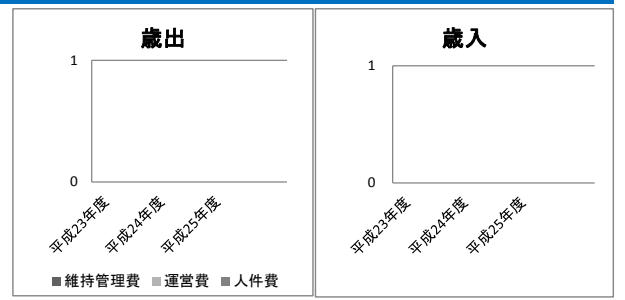 歳出
1
0
平成23年度
平成24年度
平成25年度
■維持管理費 ■運営費 ■人件費
歳入
1
0
平成23年度
平成24年度
平成25年度